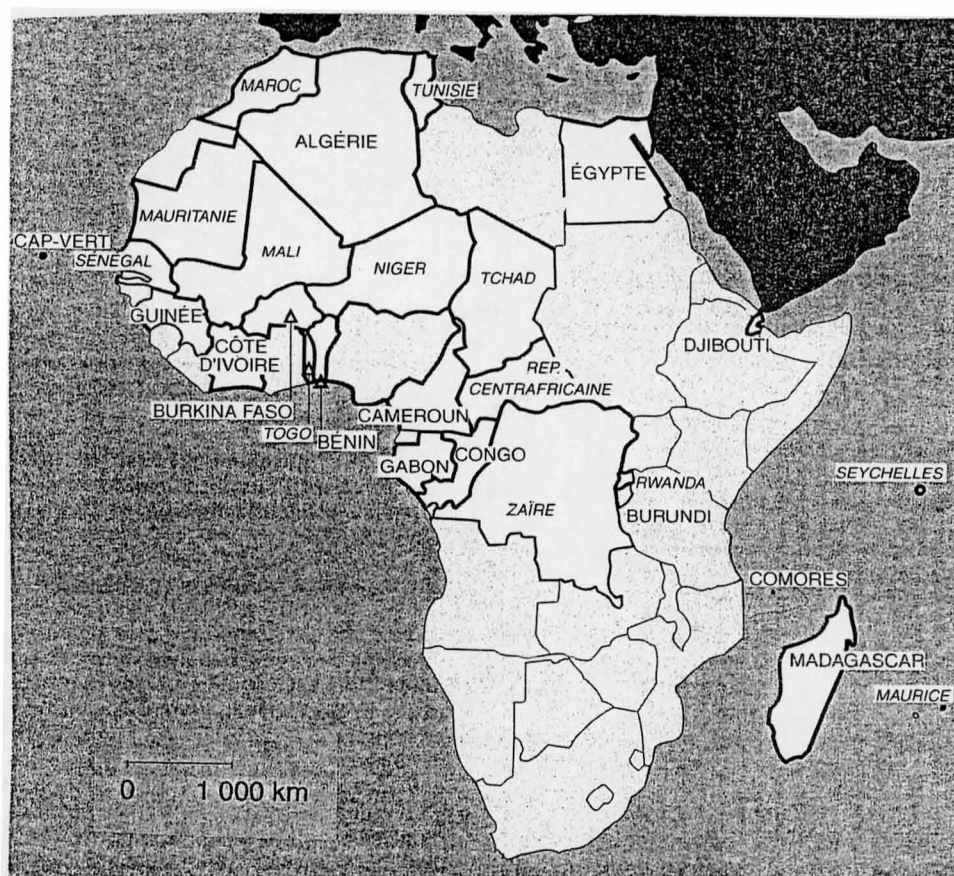 MAROC
TUNISIE
ALGÉRIE
ÉGYPTE
MAURITANIE
CAP-VERT
SÉNÉGAL
MALI
NIGER
TCHAD
GUINÉE
CÔTE
D'IVOIRE
DJIBOUTI
REP.
CENTRAFRICAINE
BURKINA FASO
CAMEROUN
TOGO
BÉNIN
GABON
CONGO
RWANDA
SEYCHELLES
ZAÏRE
BURUNDI
COMORES
MADAGASCAR
MAURICE
0 1 000 km